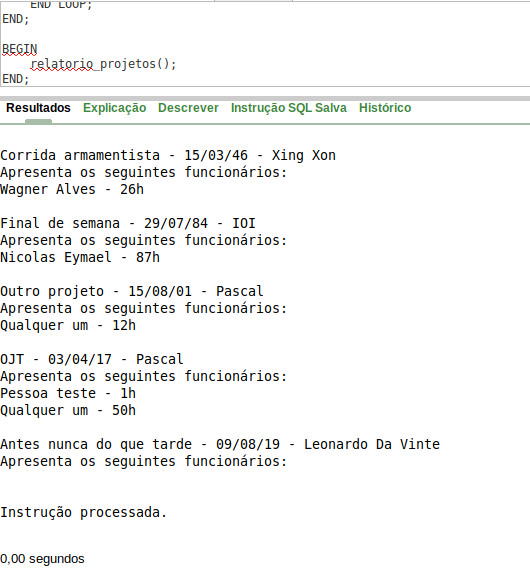 END LOOP;
END;
BEGIN
relatorio_projetos();
END;
Resultados Explicação Descrever Instrução SQL Salva Histórico
Corrida armamentista - 15/03/46 - Xing Xon
Apresenta os seguintes funcionários:
Wagner Alves - 26h
Final de semana - 29/07/84 - IOI
Apresenta os seguintes funcionários:
Nicolas Eymael - 87h
Outro projeto - 15/08/01 - Pascal
Apresenta os seguintes funcionários:
Qualquer um - 12h
OJT - 03/04/17 - Pascal
Apresenta os seguintes funcionários:
Pessoa teste - 1h
Qualquer um - 50h
Antes nunca do que tarde - 09/08/19 - Leonardo Da Vinte
Apresenta os seguintes funcionários:
Instrução processada.
0,00 segundos